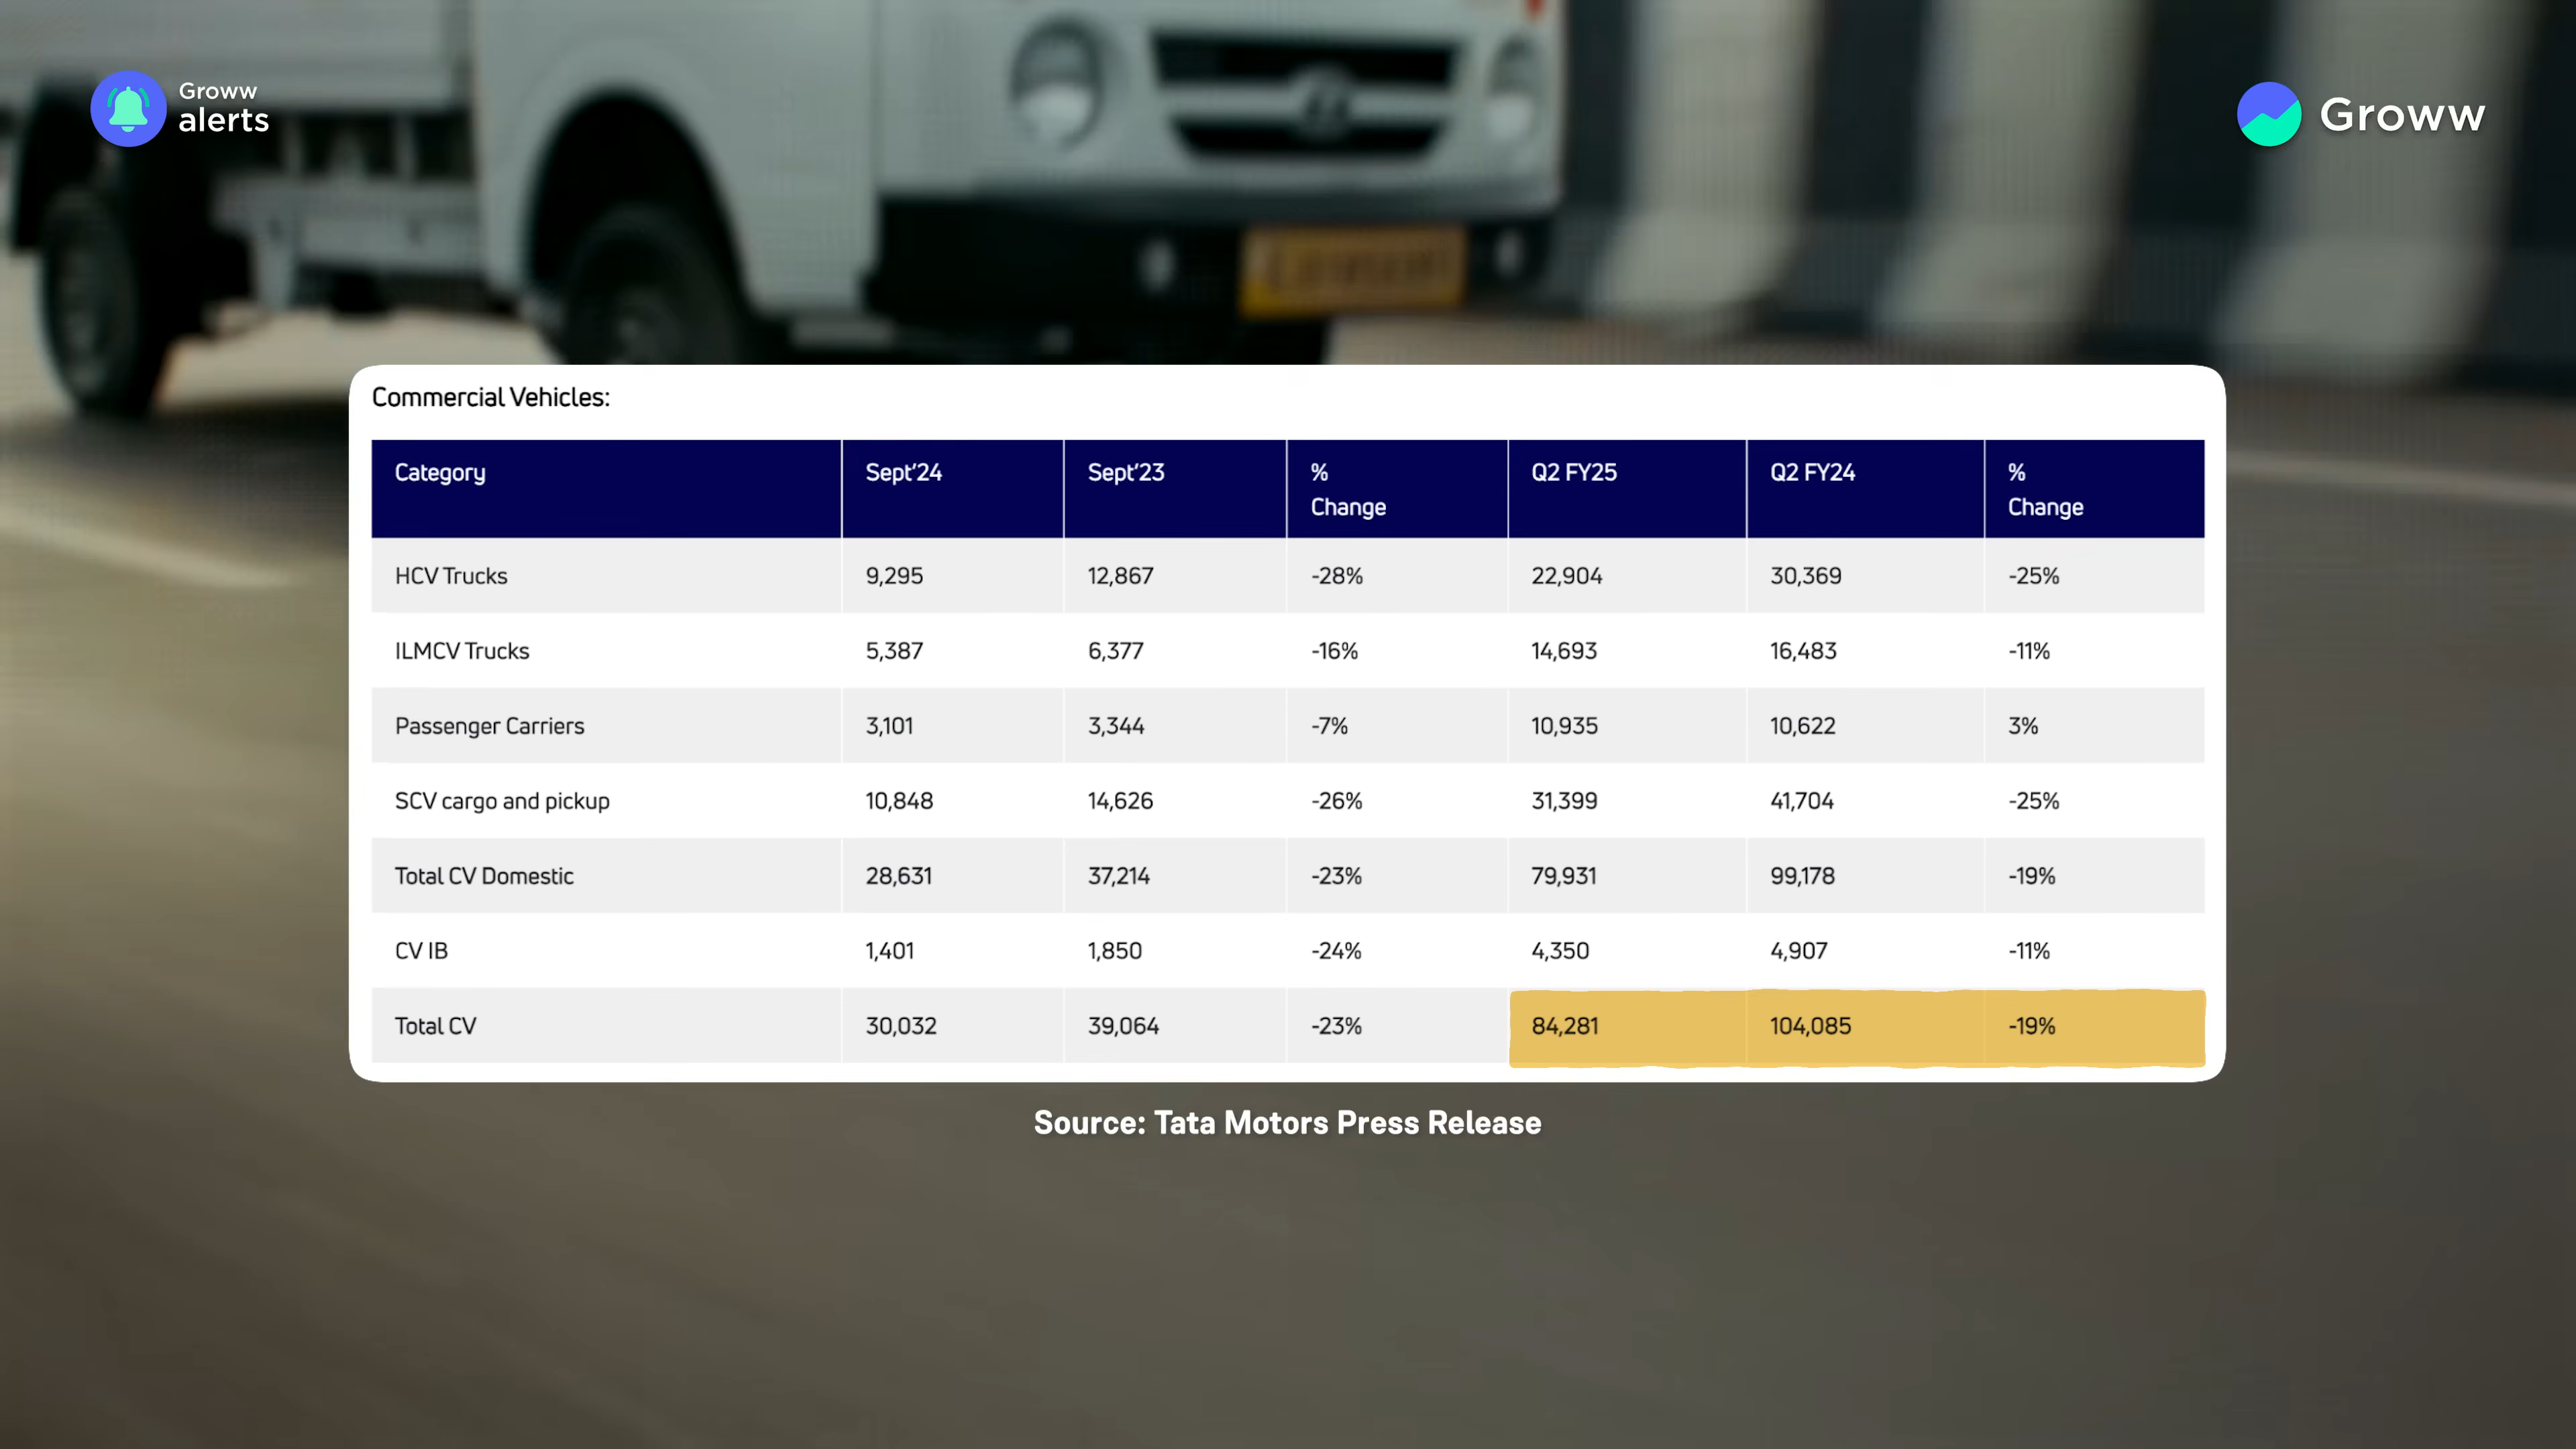 Groww
alerts
Groww
Commercial Vehicles:
Category Sept'24 Sept'23 % Change Q2 FY25 Q2 FY24 % Change
HCV Trucks 9,295 12,867 -28% 22,904 30,369 -25%
ILMCV Trucks 5,387 6,377 -16% 14,693 16,483 -11%
Passenger Carriers 3,101 3,344 -7% 10,935 10,622 3%
SCV cargo and pickup 10,848 14,626 -26% 31,399 41,704 -25%
Total CV Domestic 28,631 37,214 -23% 79,931 99,178 -19%
CV IB 1,401 1,850 -24% 4,350 4,907 -11%
Total CV 30,032 39,064 -23% 84,281 104,085 -19%
Source: Tata Motors Press Release